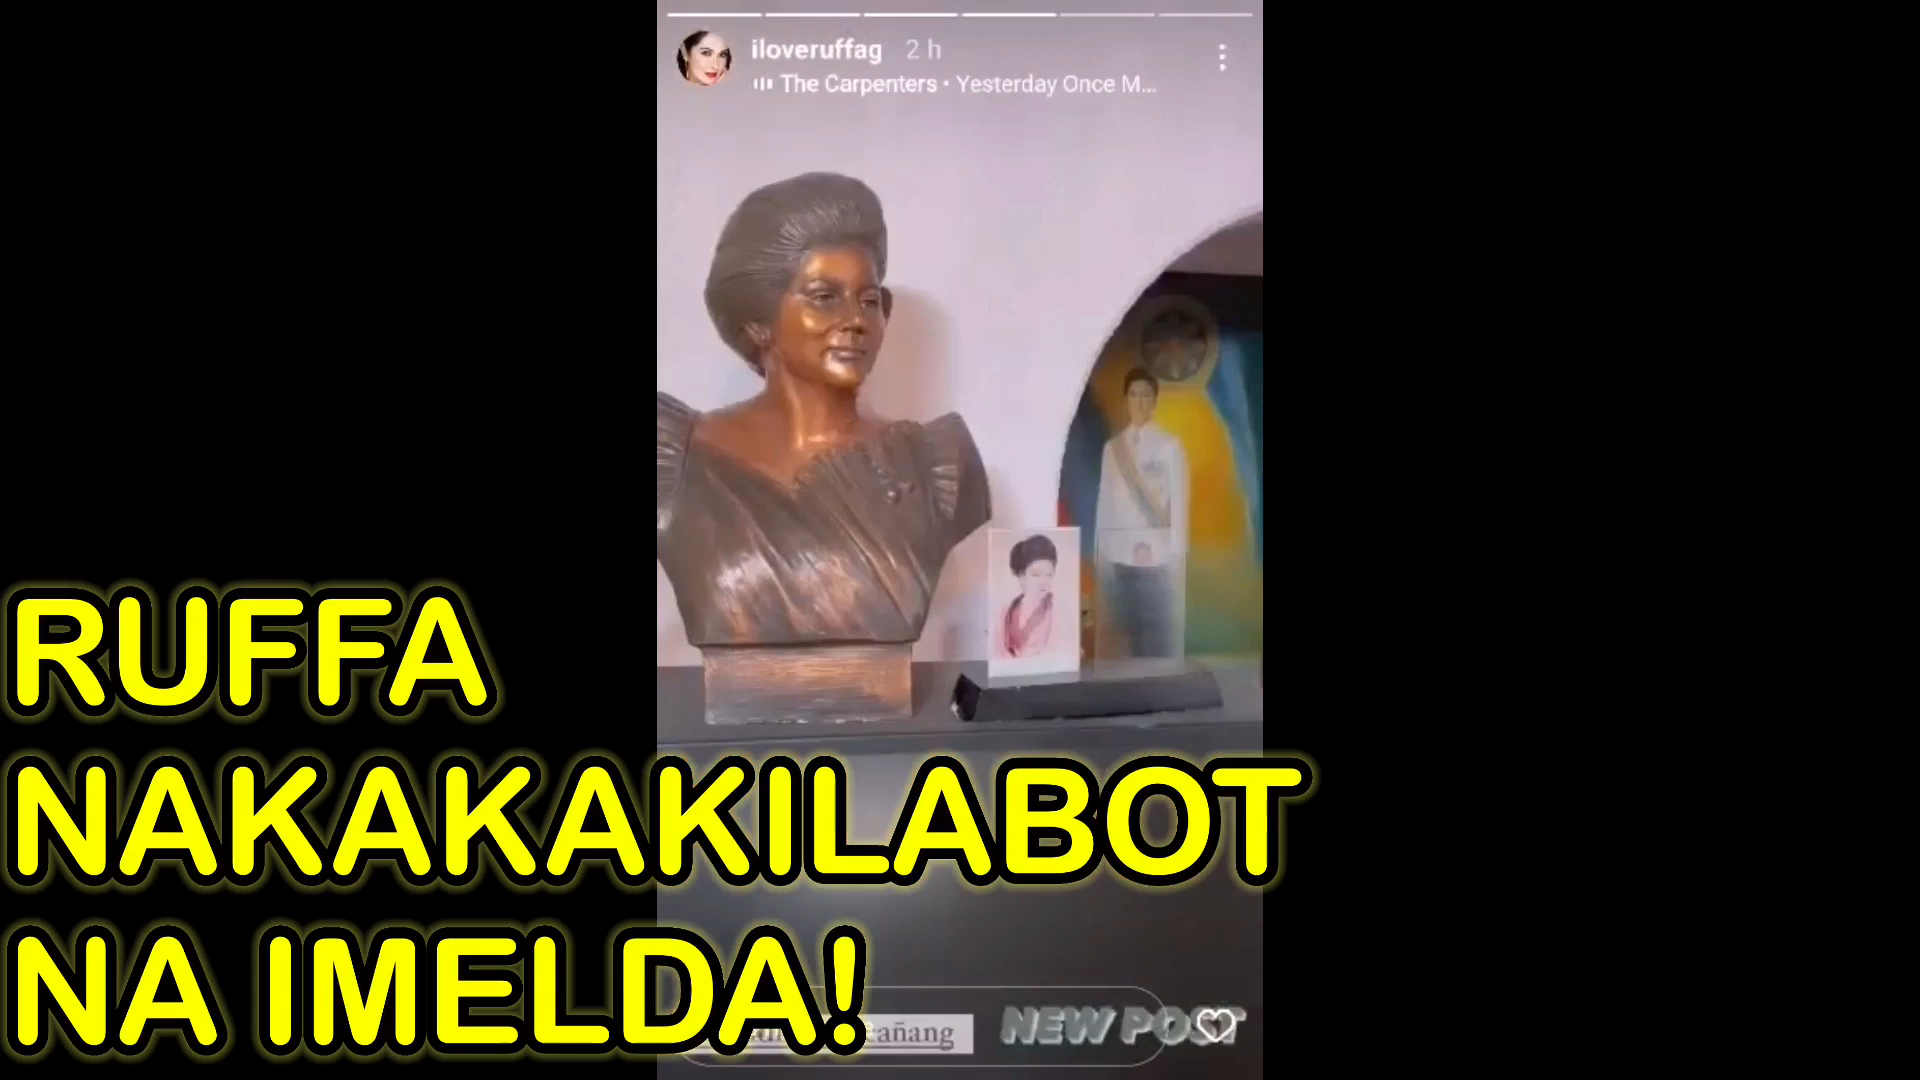 iloveruffag 2 h
The Carpenters • Yesterday Once M...
RUFFA
NAKAKAKILABOT
NA IMELDA!
NEW POST